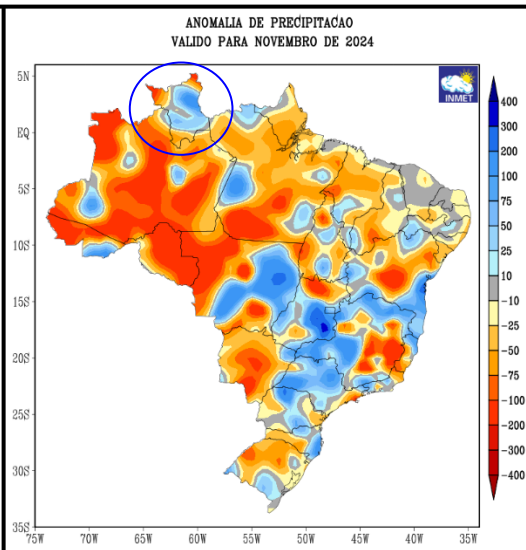 ANOMALIA DE PRECIPITACAO
VALIDO PARA NOVEMBRO DE 2024
INMET
5N
EQ
5S
10S
15S
20S
25S
30S
35S
75W 70W 65W 60W 55W 50W 45W 40W 35W
400
300
200
100
75
50
25
10
-10
-25
-50
-75
-100
-200
-300
-400